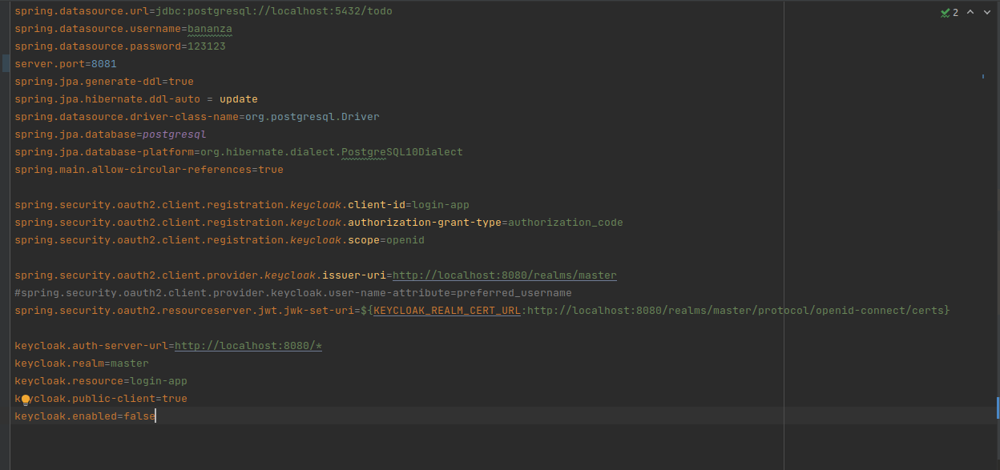 spring.datasource.url=jdbc:postgresql://localhost:5432/todo
2
spring.datasource.username=bananza
spring.datasource.password=123123
server.port=8081
spring.jpa.generate-ddl=true
spring.jpa.hibernate.ddl-auto = update
spring.datasource.driver-class-name=org.postgresql.Driver
spring.jpa.database=postgresql
spring.jpa.database-platform=org.hibernate.dialect.PostgreSQL10Dialect
spring.main.allow-circular-references=true
spring.security.oauth2.client.registration.keycloak.client-id=login-app
spring.security.oauth2.client.registration.keycloak.authorization-grant-type=authorization_code
spring.security.oauth2.client.registration.keycloak.scope=openid
spring.security.oauth2.client.provider.keycloak.issuer-uri=http://localhost:8080/realms/master
#spring.security.oauth2.client.provider.keycloak.user-name-attribute=preferred_username
spring.security.oauth2.resourceserver.jwt.jwk-set-uri=${KEYCLOAK_REALM_CERT_URL:http://localhost:8080/realms/master/protocol/openid-connect/certs}
keycloak.auth-server-url=http://localhost:8080/*
keycloak.realm=master
keycloak.resource=login-app
keycloak.public-client=true
keycloak.enabled=false